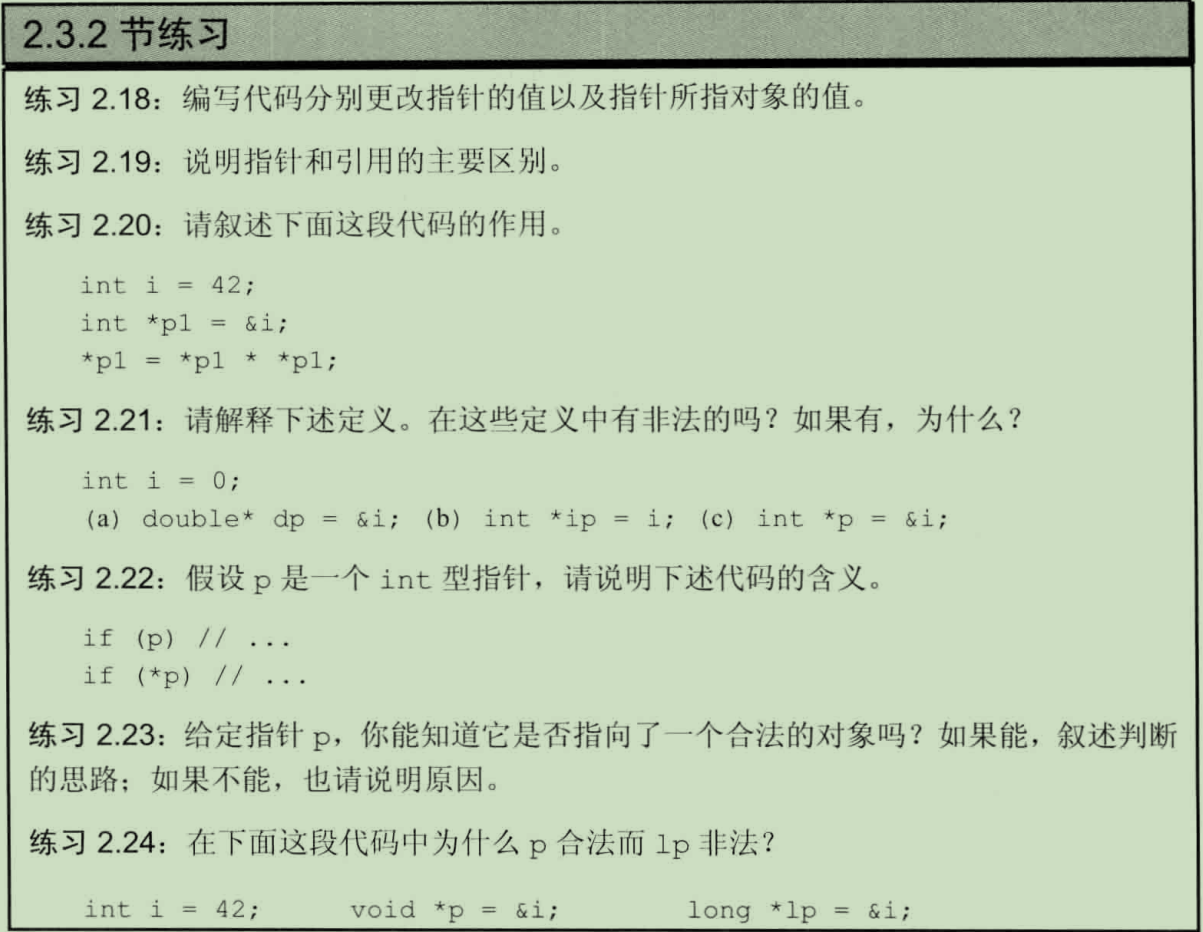 2.3.2 节练习
练习 2.18：编写代码分别更改指针的值以及指针所指对象的值。
练习 2.19：说明指针和引用的主要区别。
练习 2.20：请叙述下面这段代码的作用。
int i = 42;
int *p1 = &i;
*p1 = *p1 * *p1;
练习 2.21：请解释下述定义。在这些定义中有非法的吗？如果有，为什么？
int i = 0;
(a) double* dp = &i; (b) int *ip = i; (c) int *p = &i;
练习 2.22：假设 p 是一个 int 型指针，请说明下述代码的含义。
if (p) // ...
if (*p) // ...
练习 2.23：给定指针 p，你能知道它是否指向了一个合法的对象吗？如果能，叙述判断
的思路；如果不能，也请说明原因。
练习 2.24：在下面这段代码中为什么 p 合法而 lp 非法？
int i = 42; void *p = &i; long *lp = &i;